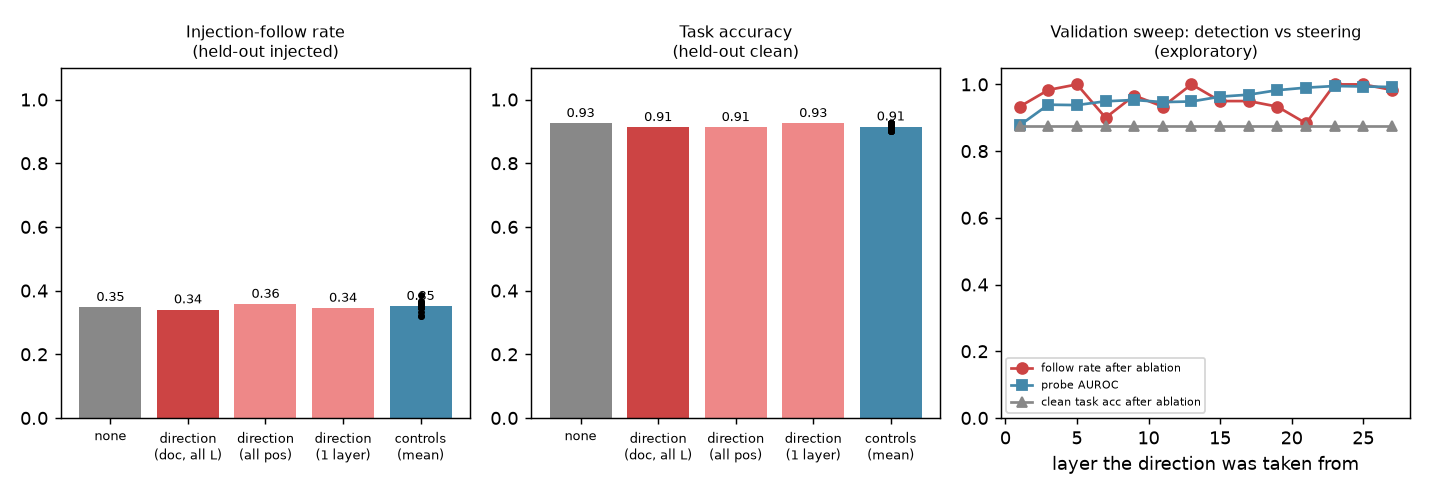 Injection-follow rate
(held-out injected)
1.0
0.8
0.6
0.4
0.2
0.0
0.35
0.34
0.36
0.34
0.35
none
direction
(doc, all L)
direction
(all pos)
direction
(1 layer)
controls
(mean)
Task accuracy
(held-out clean)
1.0
0.8
0.6
0.4
0.2
0.0
0.93
0.91
0.91
0.93
0.91
none
direction
(doc, all L)
direction
(all pos)
direction
(1 layer)
controls
(mean)
Validation sweep: detection vs steering
(exploratory)
1.0
0.8
0.6
0.4
0.2
0.0
follow rate after ablation
probe AUROC
clean task acc after ablation
0 5 10 15 20 25
layer the direction was taken from